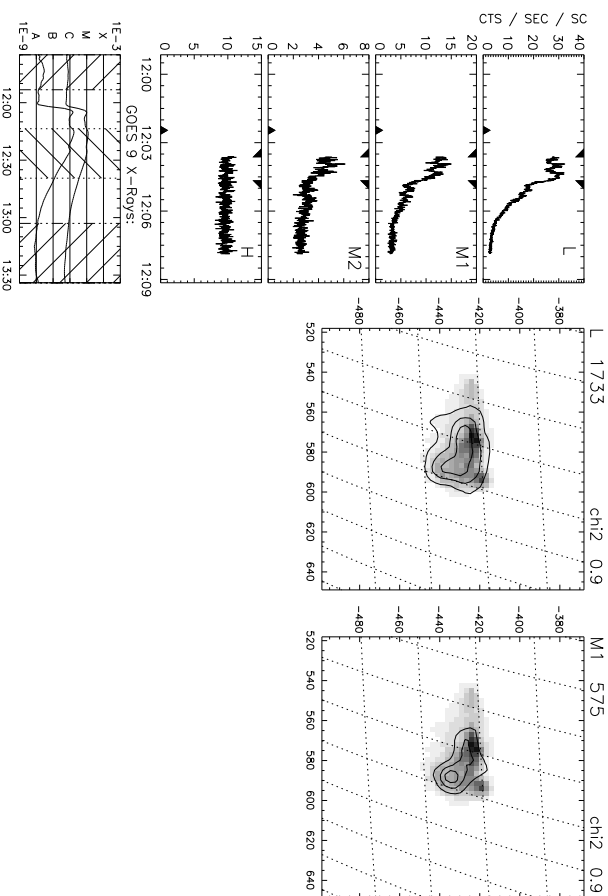 CTS / SEC / SC
0 10 20 30 40
L
0 5 10 15 20
M1
0 2 4 6 8
M2
0 5 10 15
H
12:00 12:03 12:06 12:09
GOES 9 X-Rays:
1E-3
X
M
C
B
A
1E-9
12:00 12:30 13:00 13:30
L 1733 chi2 0.9
-380
-400
-420
-440
-460
-480
520 540 560 580 600 620 640
M1 575 chi2 0.9
-380
-400
-420
-440
-460
-480
520 540 560 580 600 620 640